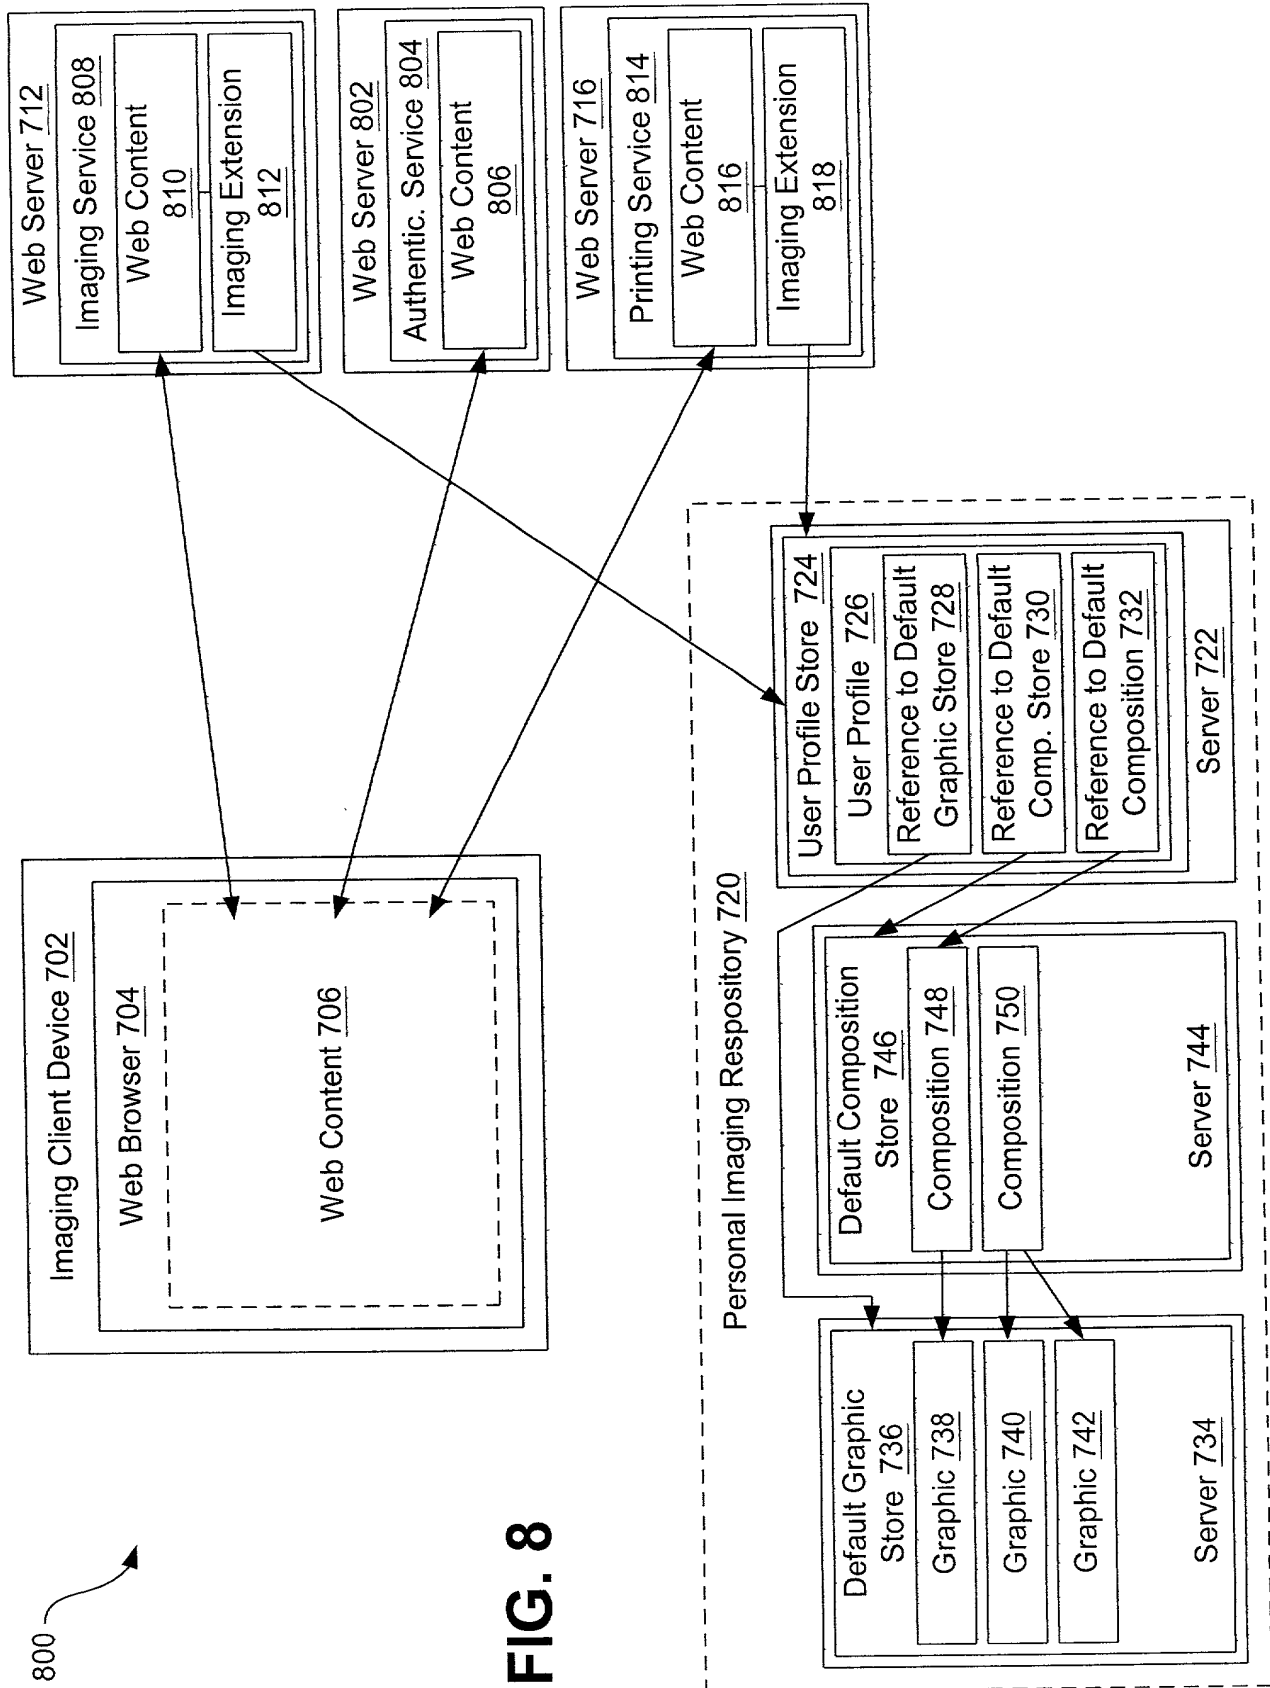 800
FIG. 8
Imaging Client Device 702
Web Browser 704
Web Content 706
Web Server 712
Imaging Service 808
Web Content
810
Imaging Extension
812
Web Server 802
Authentic. Service 804
Web Content
806
Web Server 716
Printing Service 814
Web Content
816
Imaging Extension
818
Personal Imaging Respository 720
Default Graphic
Store 736
Graphic 738
Graphic 740
Graphic 742
Server 734
Default Composition
Store 746
Composition 748
Composition 750
Server 744
User Profile Store 724
User Profile 726
Reference to Default
Graphic Store 728
Reference to Default
Comp. Store 730
Reference to Default
Composition 732
Server 722